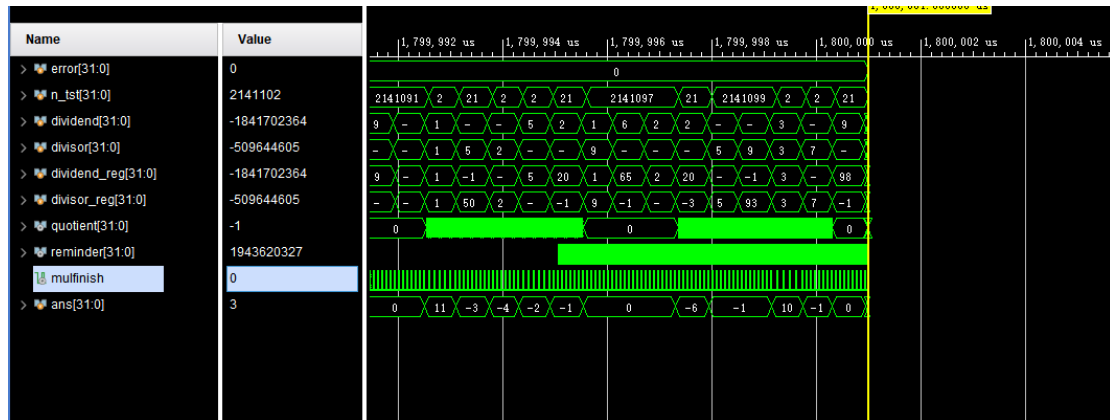 1,800,001.000000 us
Name Value
1,799,992 us 1,799,994 us 1,799,996 us 1,799,998 us 1,800,000 us 1,800,002 us 1,800,004 us
error[31:0] 0 0
n_tst[31:0] 2141102 2141091 2 21 2 2 21 2141097 21 2141099 2 2 21
dividend[31:0] -1841702364 9 - 1 - - 5 2 1 6 2 2 - - 3 - 9
divisor[31:0] -509644605 - - 1 5 2 - - 9 - - - 5 9 3 7 -
dividend_reg[31:0] -1841702364 9 - 1 -1 - 5 20 1 65 2 20 - -1 3 - 98
divisor_reg[31:0] -509644605 - - 1 50 2 - -1 9 -1 - -3 5 93 3 7 -1
quotient[31:0] -1 0 0 0
reminder[31:0] 1943620327
mulfinish 0
ans[31:0] 3 0 11 -3 -4 -2 -1 0 -6 -1 10 -1 0